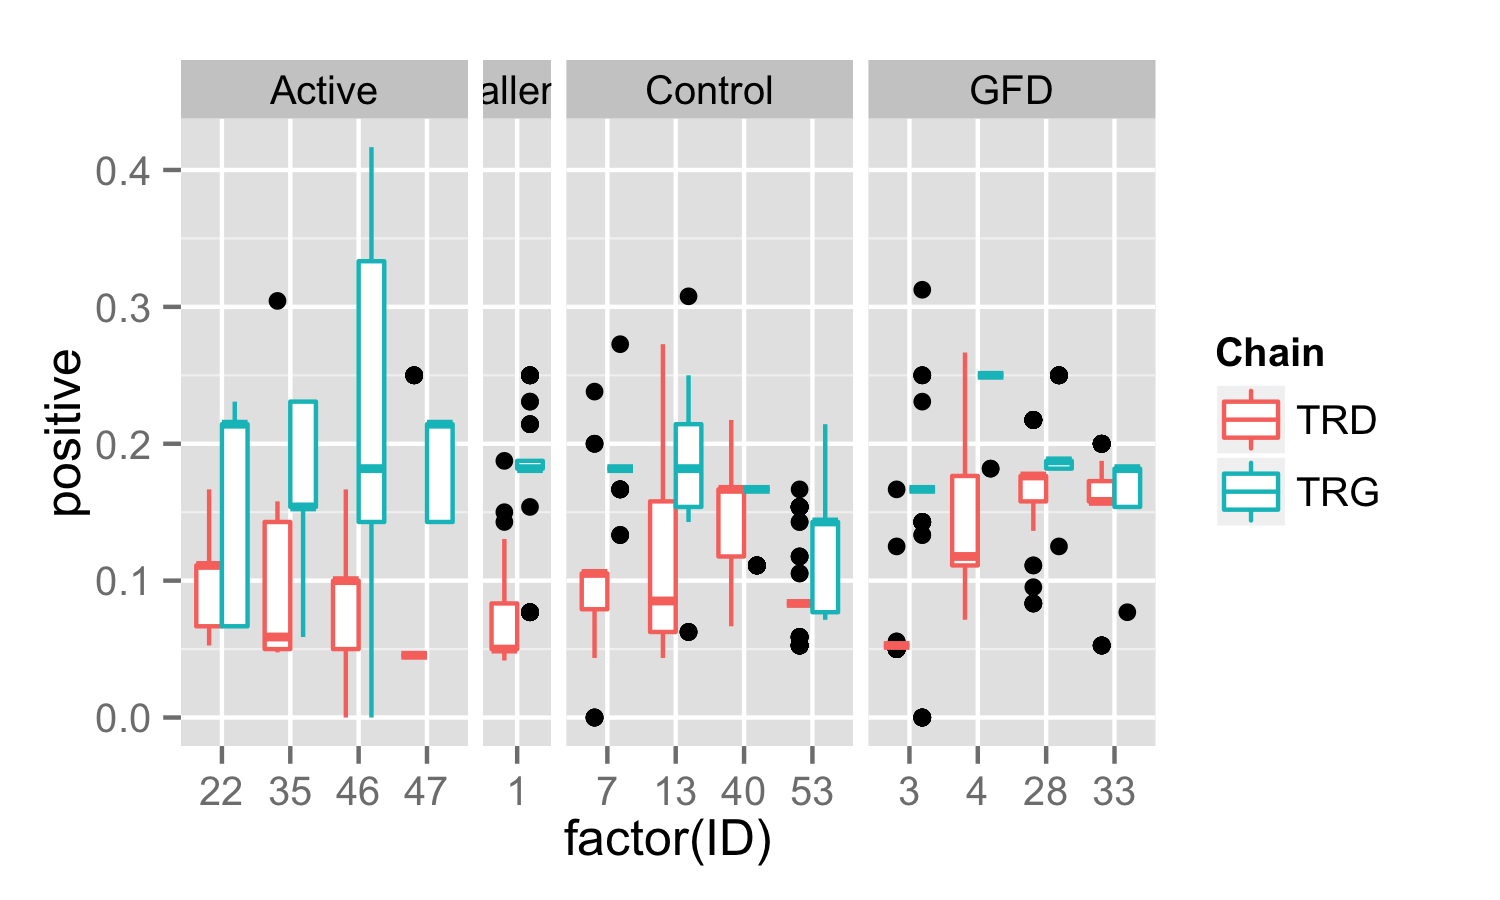 Active aller Control GFD
positive
0.4
0.3
0.2
0.1
0.0
22 35 46 47 1 7 13 40 53 3 4 28 33
factor(ID)
Chain
TRD
TRG